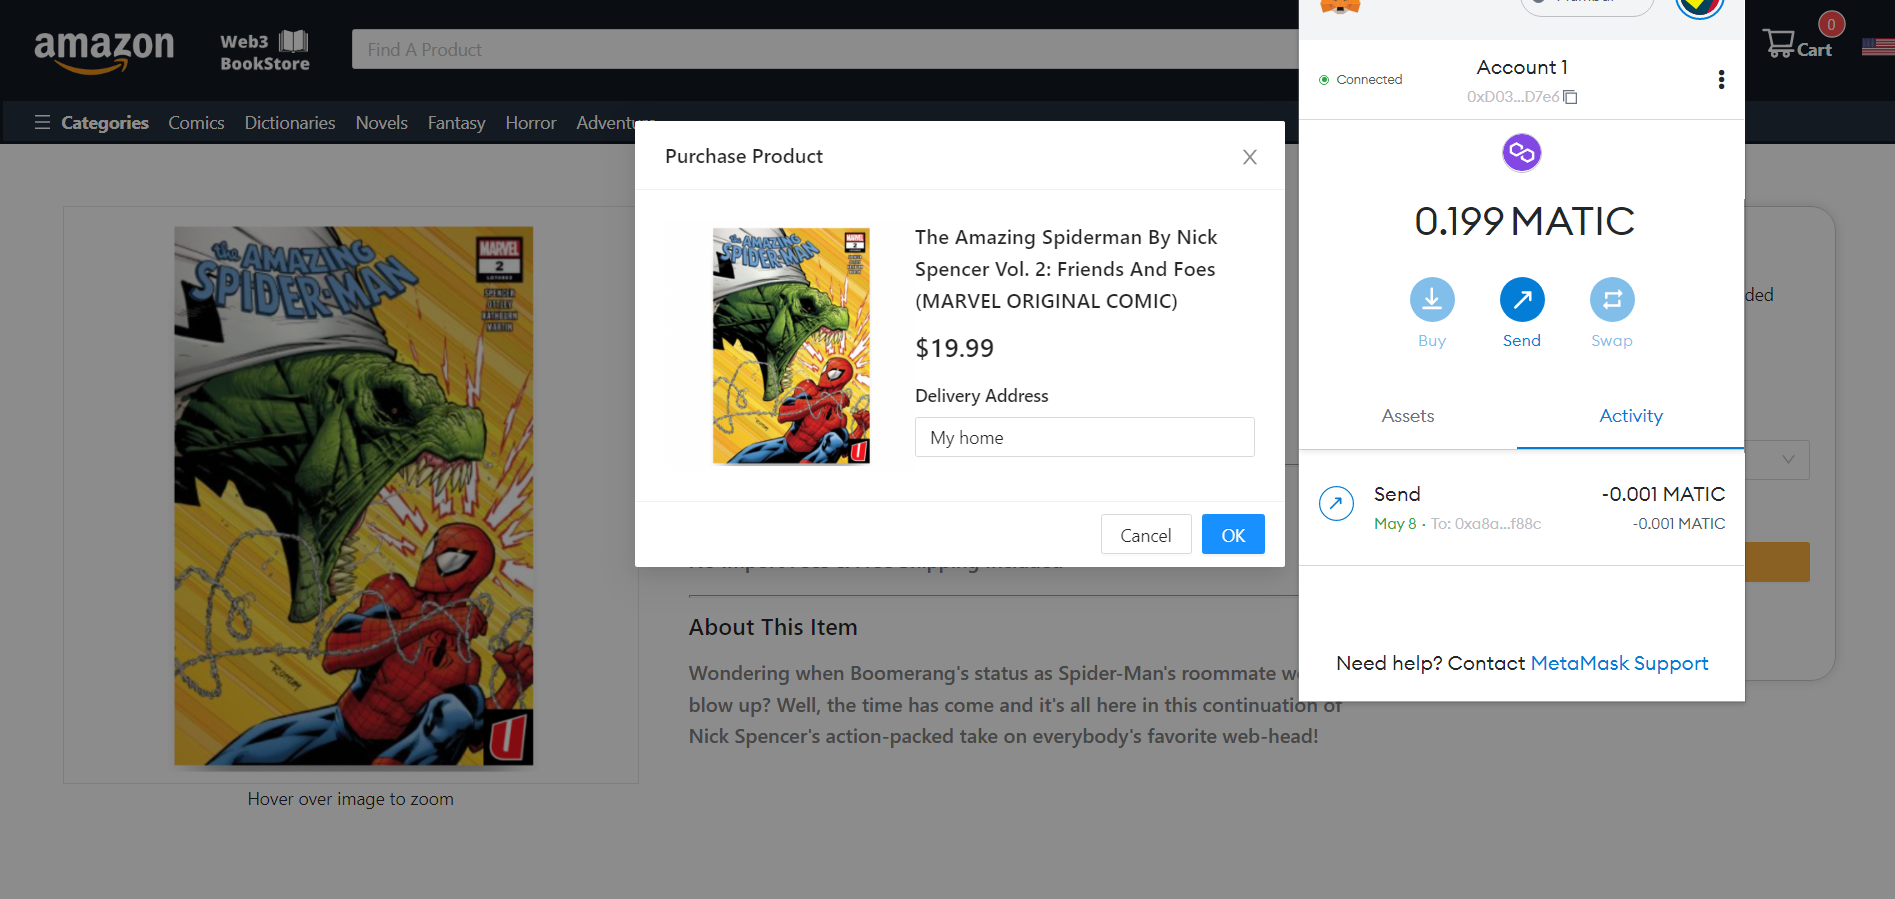 amazon
Web3
BookStore
Find A Product
0
Cart
Categories Comics Dictionaries Novels Fantasy Horror
Purchase Product
The Amazing Spiderman By Nick
Spencer Vol. 2: Friends And Foes
(MARVEL ORIGINAL COMIC)
$19.99
Delivery Address
My home
Cancel OK
the AMAZING
SPIDER-MAN
MARVEL
2
SPENCER
OTTLEY
RATHBURN
MARTIN
Hover over image to zoom
About This Item
Wondering when Boomerang's status as Spider-Man's roommate
blow up? Well, the time has come and it's all here in this continuation of
Nick Spencer's action-packed take on everybody's favorite web-head!
Connected
Account 1
0xD03...D7e6
0.199 MATIC
Buy Send Swap
Assets Activity
Send -0.001 MATIC
May 8 · To: 0xa8a...f88c -0.001 MATIC
Need help? Contact MetaMask Support